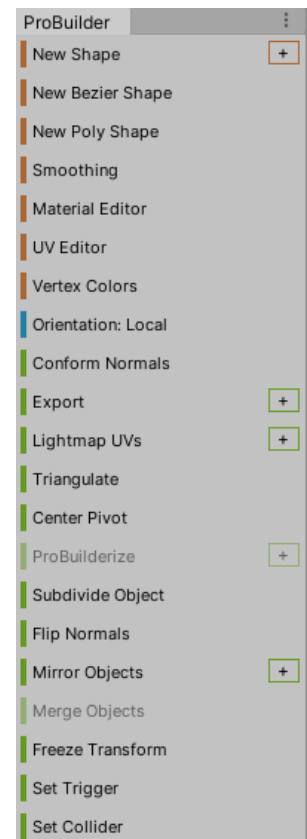 ProBuilder
New Shape +
New Bezier Shape
New Poly Shape
Smoothing
Material Editor
UV Editor
Vertex Colors
Orientation: Local
Conform Normals
Export +
Lightmap UVs +
Triangulate
Center Pivot
ProBuilderize +
Subdivide Object
Flip Normals
Mirror Objects +
Merge Objects
Freeze Transform
Set Trigger
Set Collider